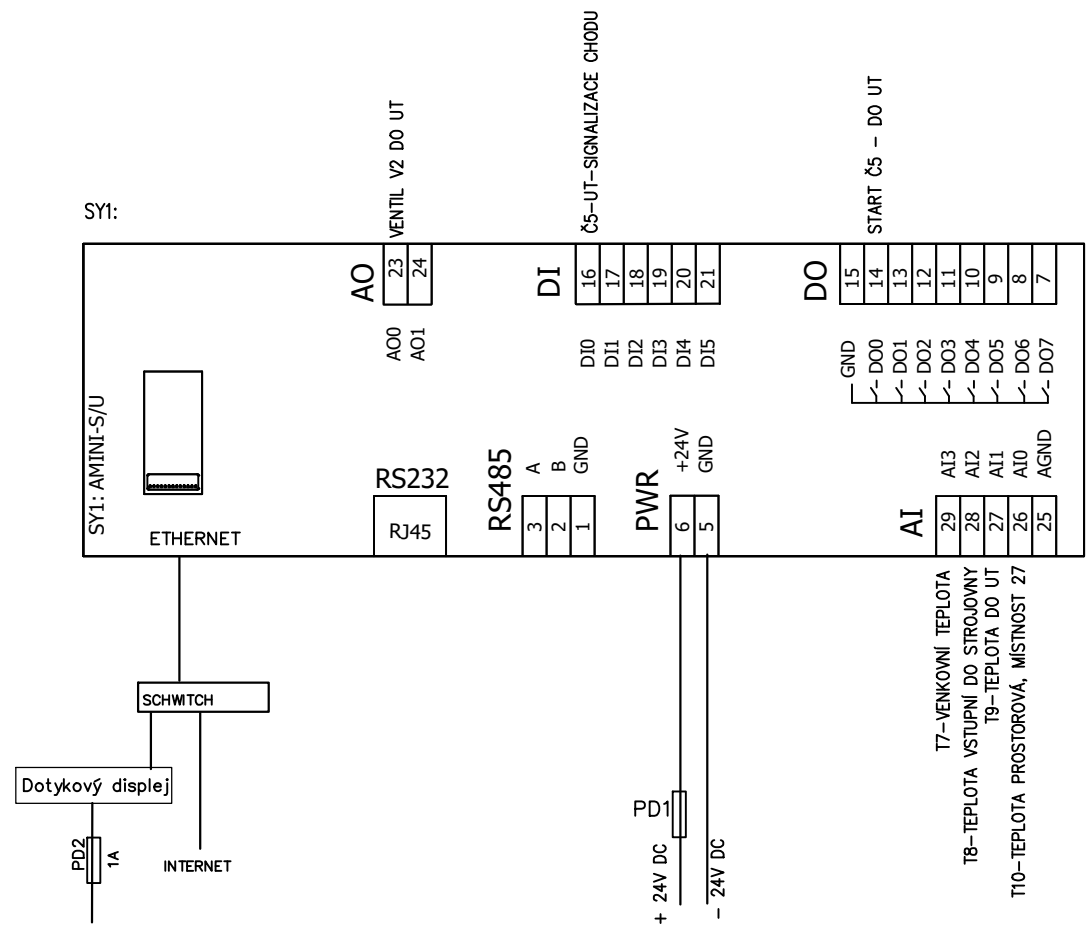 SY1:
VENTIL V2 DO UT
Č5-UT-SIGNALIZACE CHODU
START Č5 - DO UT
SY1: AMINI-S/U
AO
23
24
AO0
AO1
DI
16
17
18
19
20
21
DI0
DI1
DI2
DI3
DI4
DI5
DO
15
14
13
12
11
10
9
8
7
GND
DO0
DO1
DO2
DO3
DO4
DO5
DO6
DO7
ETHERNET
RS232
RJ45
RS485
A
B
GND
3
2
1
PWR
+24V
GND
6
5
AI
AI3
AI2
AI1
AI0
AGND
29
28
27
26
25
T7-VENKOVNÍ TEPLOTA
T8-TEPLOTA VSTUPNÍ DO STROJOVNY
T9-TEPLOTA DO UT
T10-TEPLOTA PROSTOROVÁ, MÍSTNOST 27
SCHWITCH
Dotykový displej
PD2
1A
INTERNET
PD1
+ 24V DC
- 24V DC